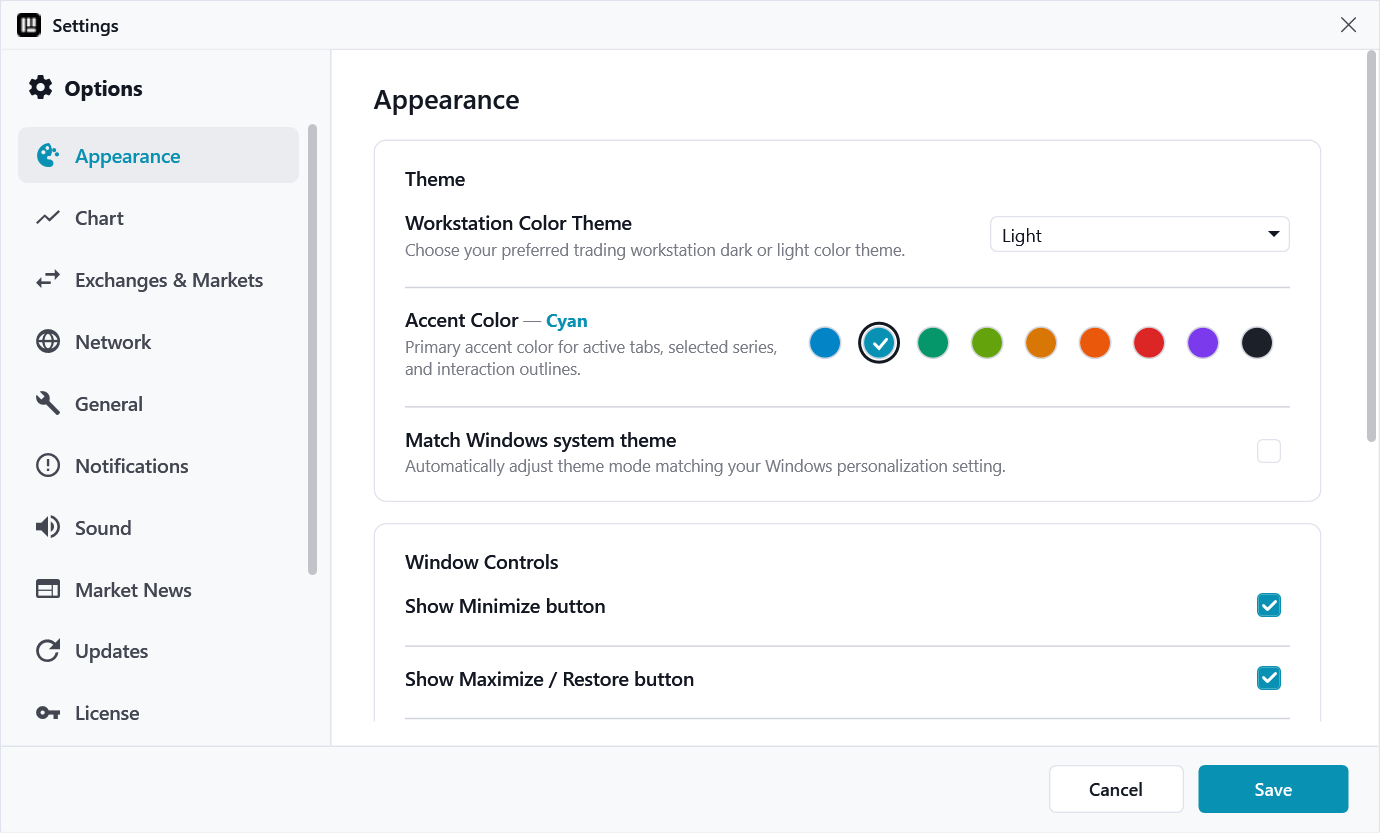 Settings
Options
Appearance
Chart
Exchanges & Markets
Network
General
Notifications
Sound
Market News
Updates
License
Appearance
Theme
Workstation Color Theme
Choose your preferred trading workstation dark or light color theme.
Light
Accent Color — Cyan
Primary accent color for active tabs, selected series,
and interaction outlines.
Match Windows system theme
Automatically adjust theme mode matching your Windows personalization setting.
Window Controls
Show Minimize button
Show Maximize / Restore button
Cancel
Save